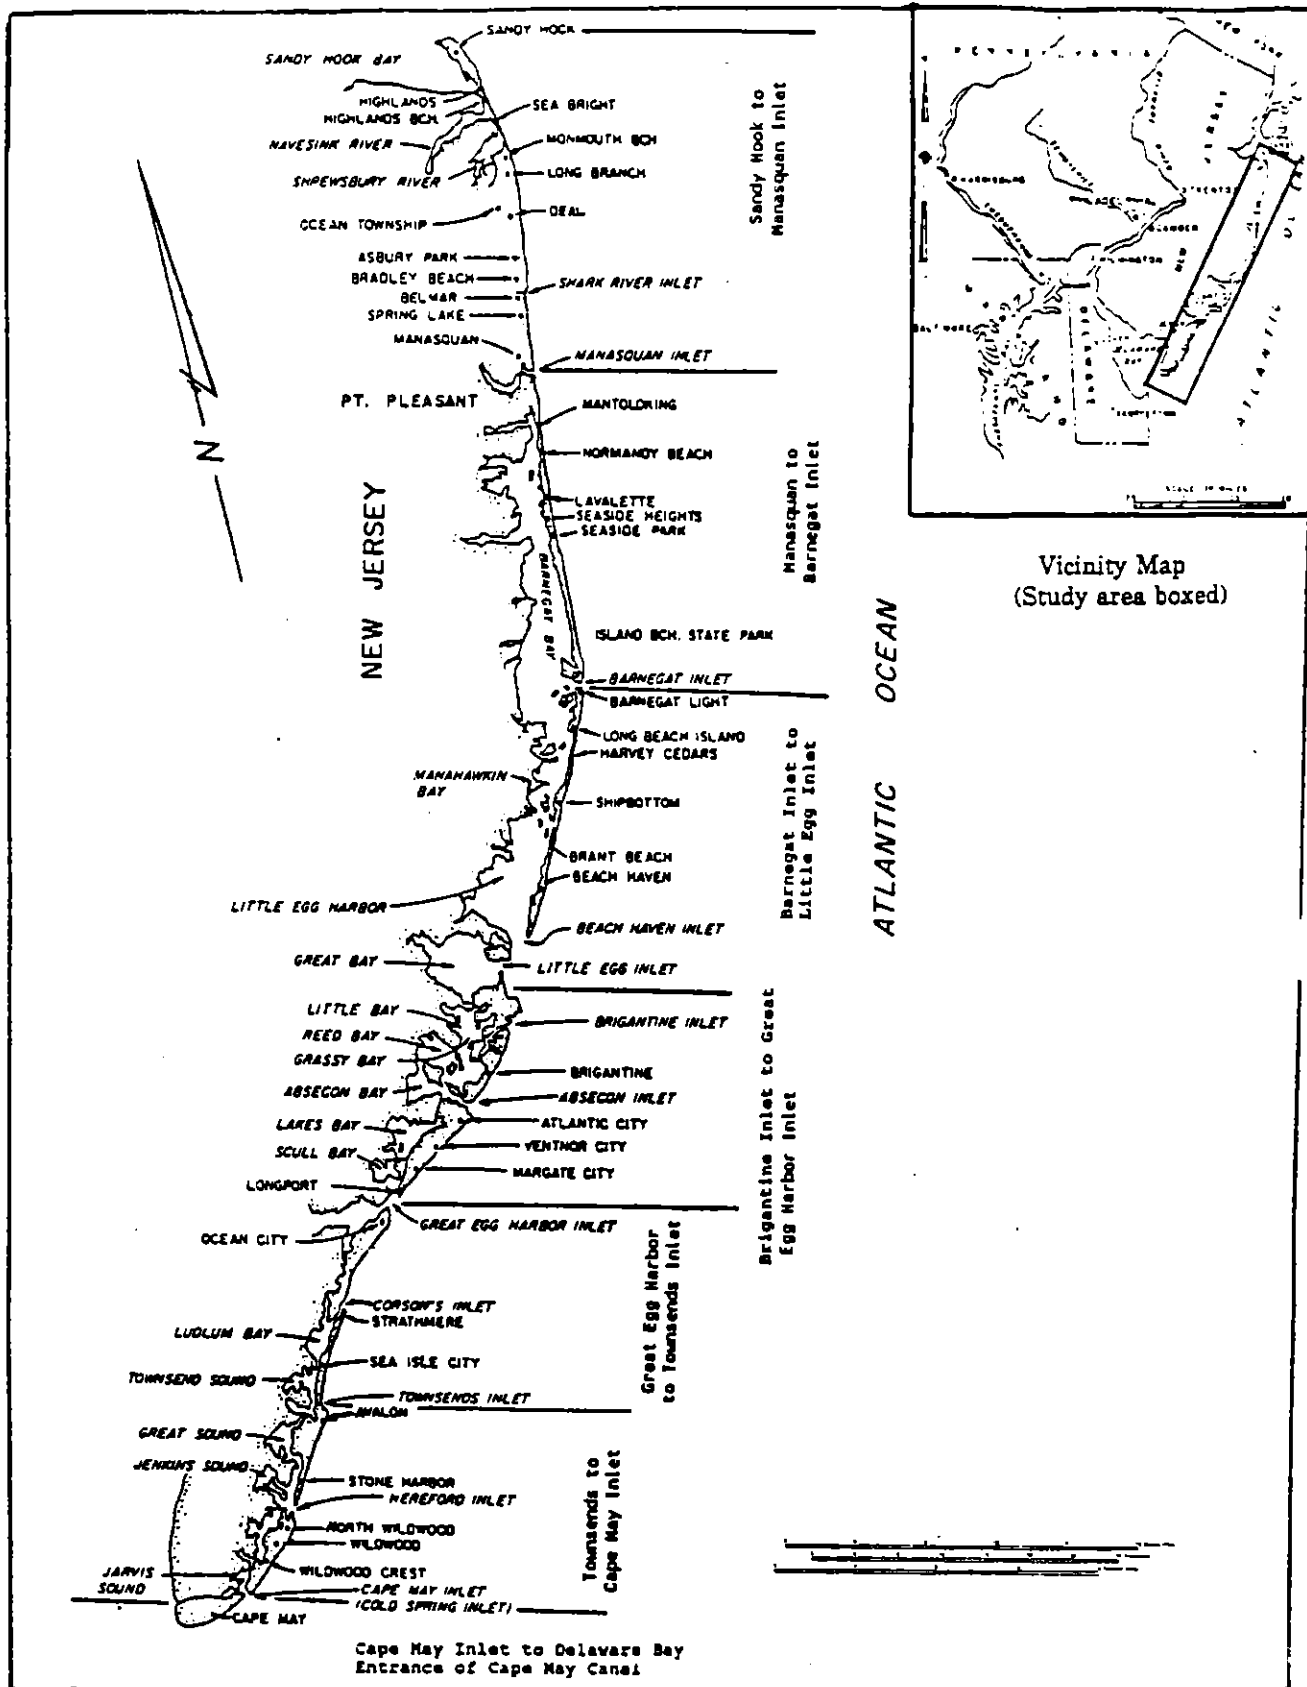 SANDY HOOK
SANDY HOOK BAY
HIGHLANDS
HIGHLANDS BCH.
SEA BRIGHT
NAVESINK RIVER
MONMOUTH BCH
SHREWSBURY RIVER
LONG BRANCH
OCEAN TOWNSHIP
DEAL
ASBURY PARK
BRADLEY BEACH
SHARK RIVER INLET
BELMAR
SPRING LAKE
MANASQUAN
MANASQUAN INLET
Sandy Hook to
Manasquan Inlet
PT. PLEASANT
N
NEW JERSEY
MANTOLOKING
NORMANDY BEACH
LAVALETTE
SEASIDE HEIGHTS
SEASIDE PARK
BARNEGAT BAY
ISLAND BCH. STATE PARK
Manasquan to
Barnegat Inlet
BARNEGAT INLET
BARNEGAT LIGHT
LONG BEACH ISLAND
HARVEY CEDARS
MANAHAWKIN
BAY
SHIPBOTTOM
BRANT BEACH
BEACH HAVEN
LITTLE EGG HARBOR
BEACH HAVEN INLET
Barnegat Inlet to
Little Egg Inlet
ATLANTIC OCEAN
GREAT BAY
LITTLE EGG INLET
LITTLE BAY
BRIGANTINE INLET
REED BAY
GRASSY BAY
BRIGANTINE
ABSECON BAY
ABSECON INLET
LAKES BAY
ATLANTIC CITY
VENTNOR CITY
SCULL BAY
MARGATE CITY
LONGPORT
Brigantine Inlet to Great
Egg Harbor Inlet
GREAT EGG HARBOR INLET
OCEAN CITY
CORSON'S INLET
STRATHMERE
LUDLUM BAY
SEA ISLE CITY
TOWNSEND SOUND
TOWNSENDS INLET
Great Egg Harbor
to Townsends Inlet
AVALON
GREAT SOUND
JENKINS SOUND
STONE HARBOR
HEREFORD INLET
NORTH WILDWOOD
WILDWOOD
WILDWOOD CREST
JARVIS
SOUND
CAPE MAY INLET
(COLD SPRING INLET)
CAPE MAY
Townsends to
Cape May Inlet
Cape May Inlet to Delaware Bay
Entrance of Cape May Canal
NEW
JERSEY
ATLANTIC
BALTIMORE
SCALE IN MILES
Vicinity Map
(Study area boxed)